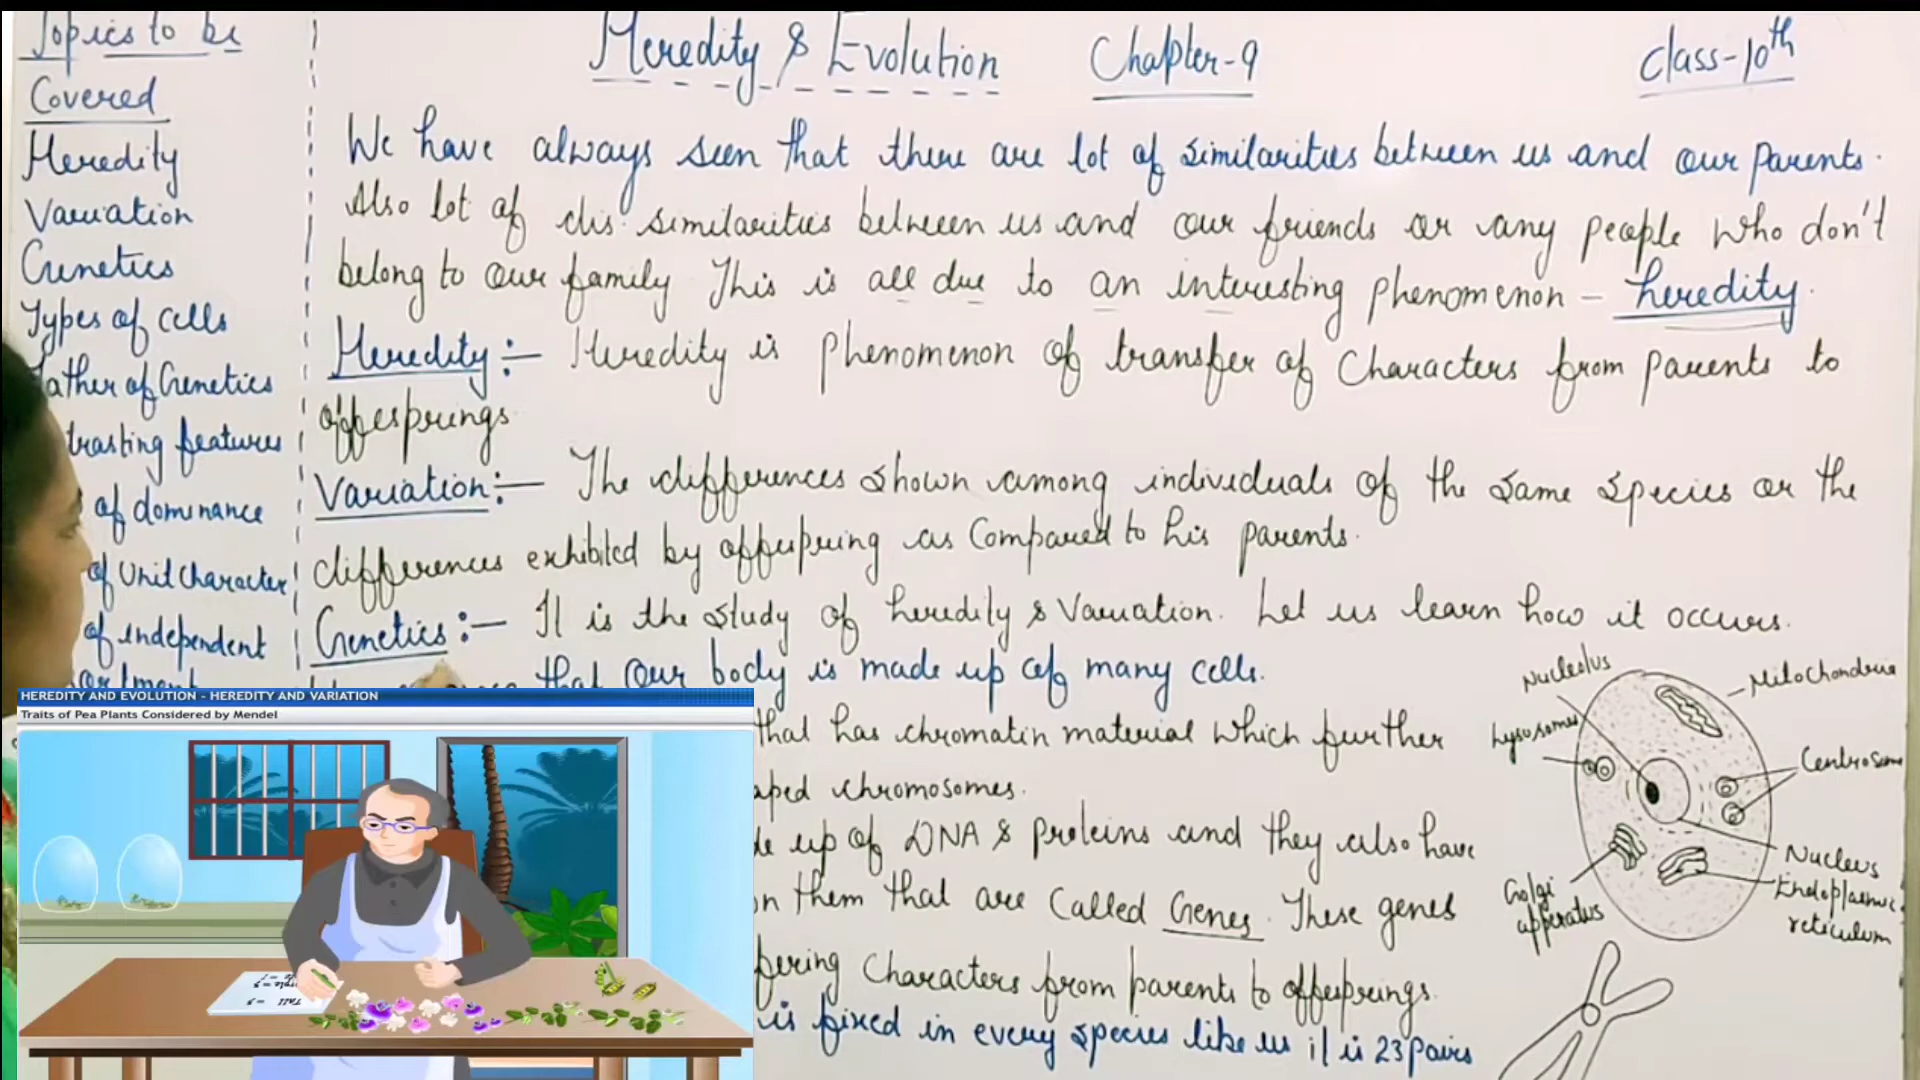 Topics to be
Covered
Heredity
Variation
Genetics
Types of cells
Father of Genetics
trasting features
of dominance
of Unit Character
of independent
Heredity & Evolution Chapter-9 Class-10th
We have always seen that there are lot of similarities between us and our parents.
Also lot of dis similarities between us and our friends or any people who don't
belong to our family This is all due to an interesting phenomenon - heredity.
Heredity:- Heredity is phenomenon of transfer of Characters from parents to
offesprings
Variation:- The differences shown among individuals of the same species or the
differences exhibited by offspring as Compared to his parents.
Genetics:- It is the study of heredity & Variation. Let us learn how it occurs.
that our body is made up of many cells.
that has chromatin material which further
aped chromosomes.
de up of DNA & proteins and they also have
on them that are Called Genes. These genes
fering Characters from parents to offesprings.
is fixed in every species like us it is 23 pairs
Nucleolus
Mitochondria
Lysosomes
Centrosome
Nucleus
Golgi
apperatus
Endoplasmic
reticulum
HEREDITY AND EVOLUTION - HEREDITY AND VARIATION
Traits of Pea Plants Considered by Mendel